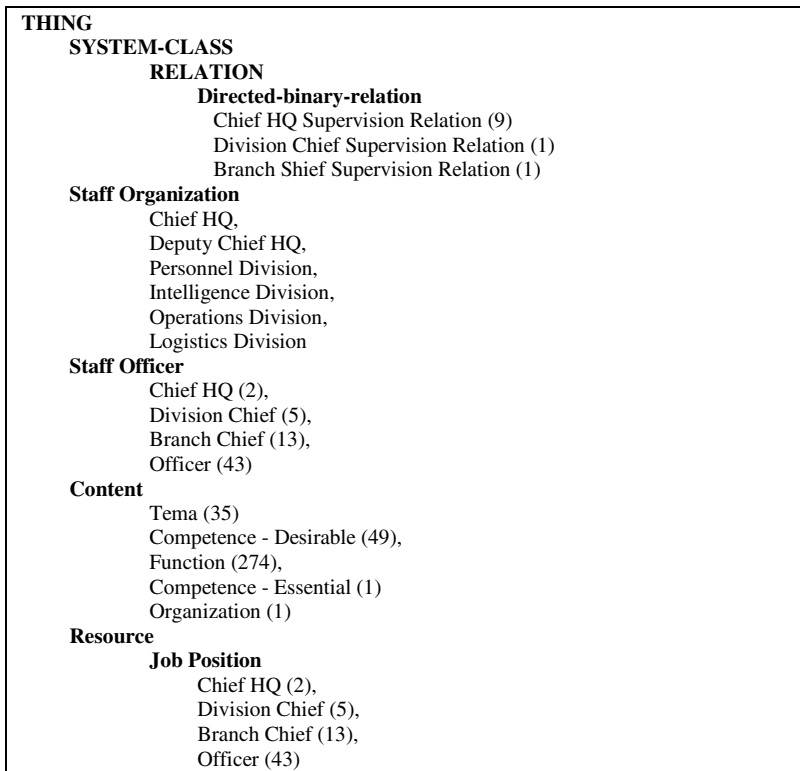 THING
SYSTEM-CLASS
RELATION
Directed-binary-relation
Chief HQ Supervision Relation (9)
Division Chief Supervision Relation (1)
Branch Shief Supervision Relation (1)
Staff Organization
Chief HQ,
Deputy Chief HQ,
Personnel Division,
Intelligence Division,
Operations Division,
Logistics Division
Staff Officer
Chief HQ (2),
Division Chief (5),
Branch Chief (13),
Officer (43)
Content
Tema (35)
Competence - Desirable (49),
Function (274),
Competence - Essential (1)
Organization (1)
Resource
Job Position
Chief HQ (2),
Division Chief (5),
Branch Chief (13),
Officer (43)